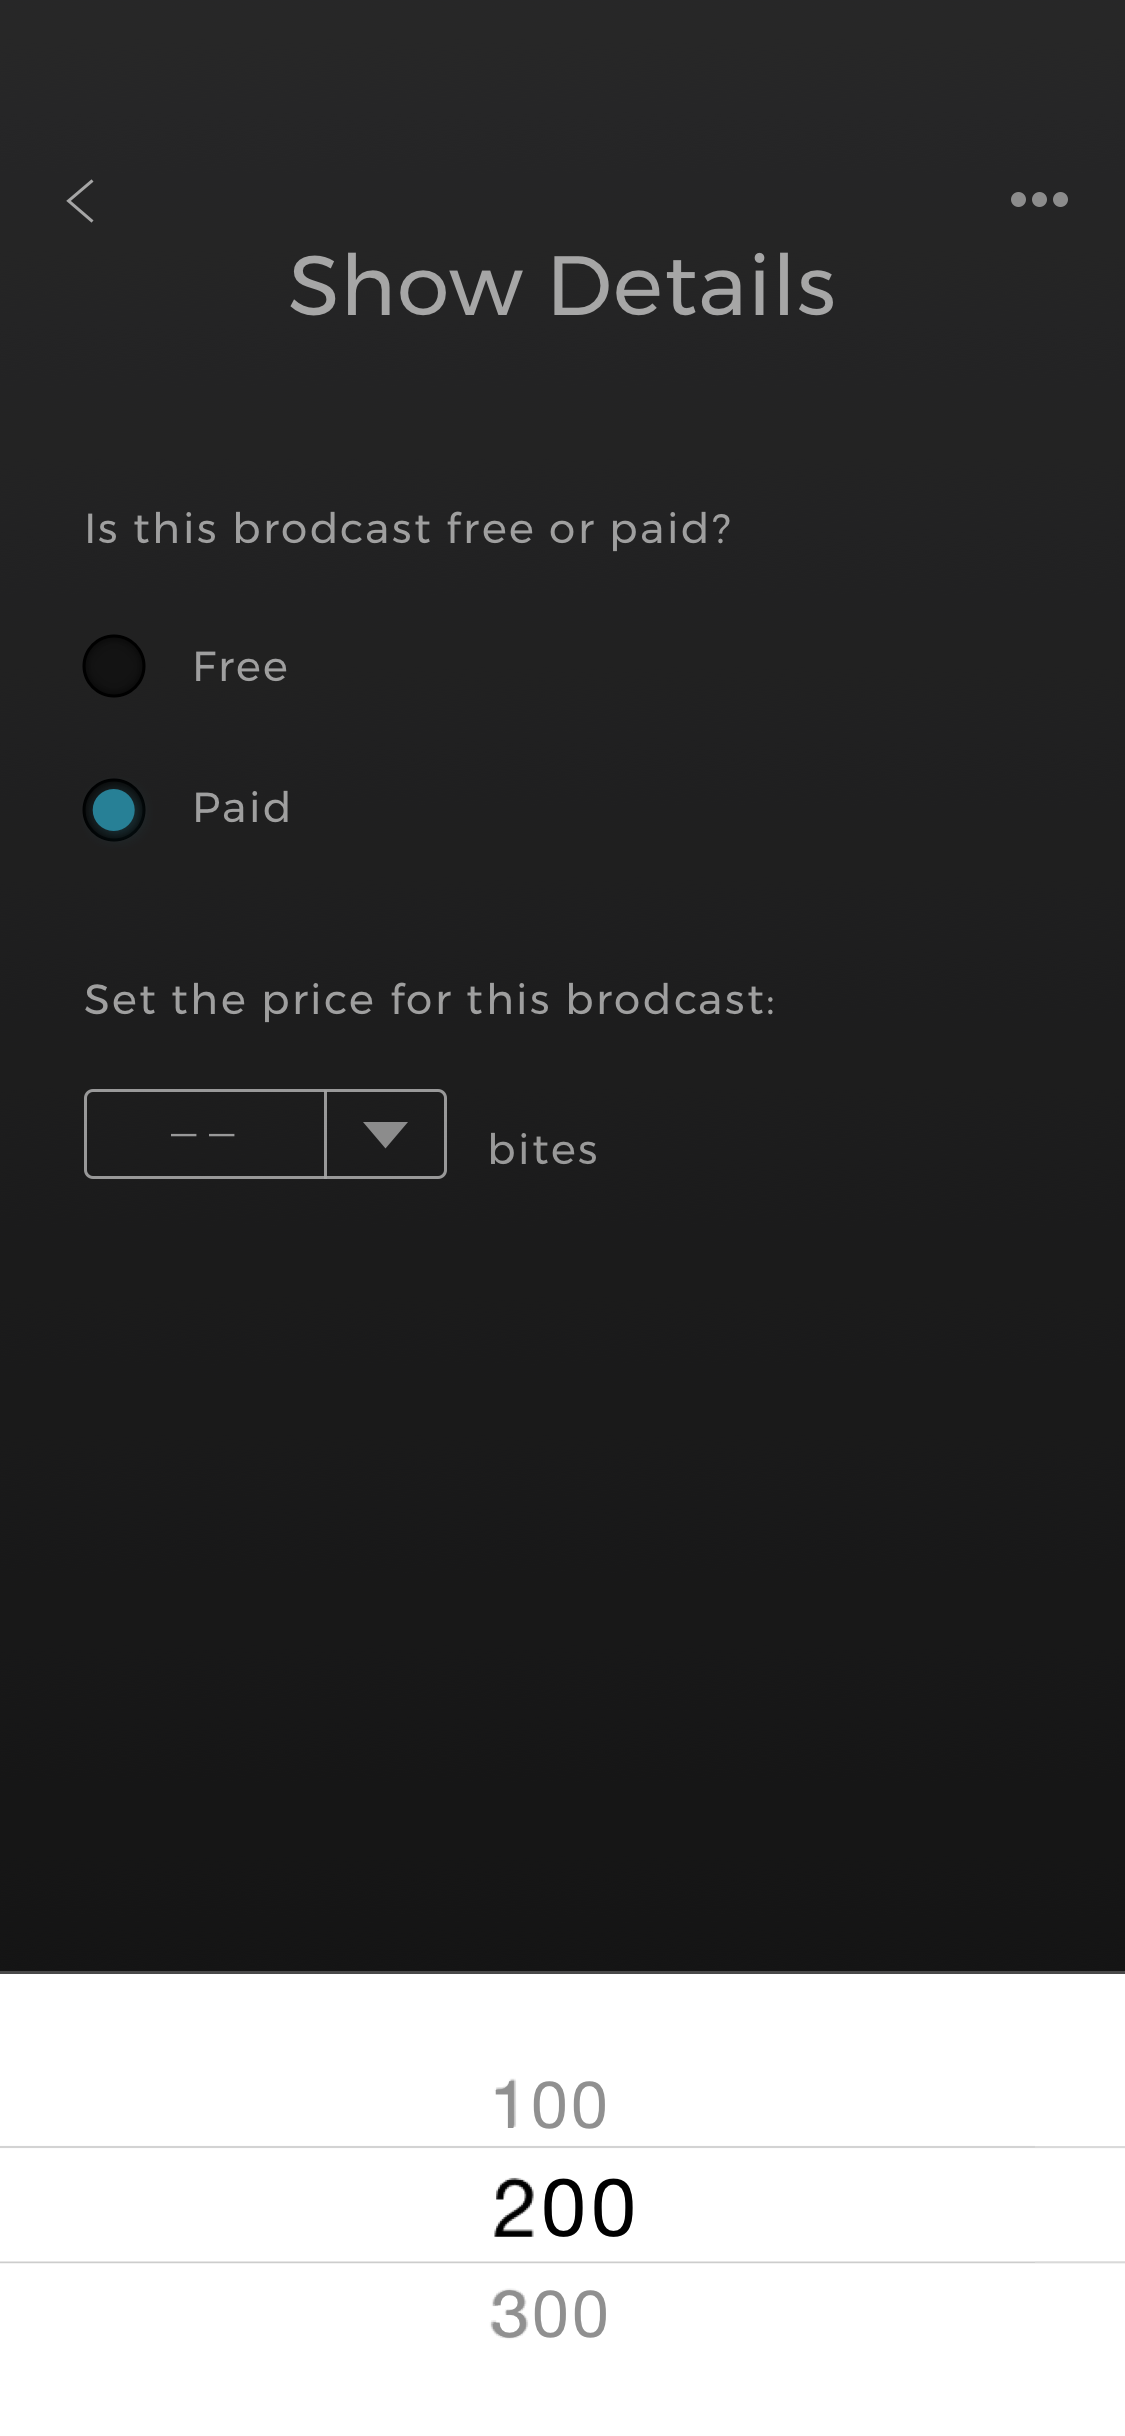 Show Details
Is this brodcast free or paid?
Free
Paid
Set the price for this brodcast:
— —
bites
100
200
300